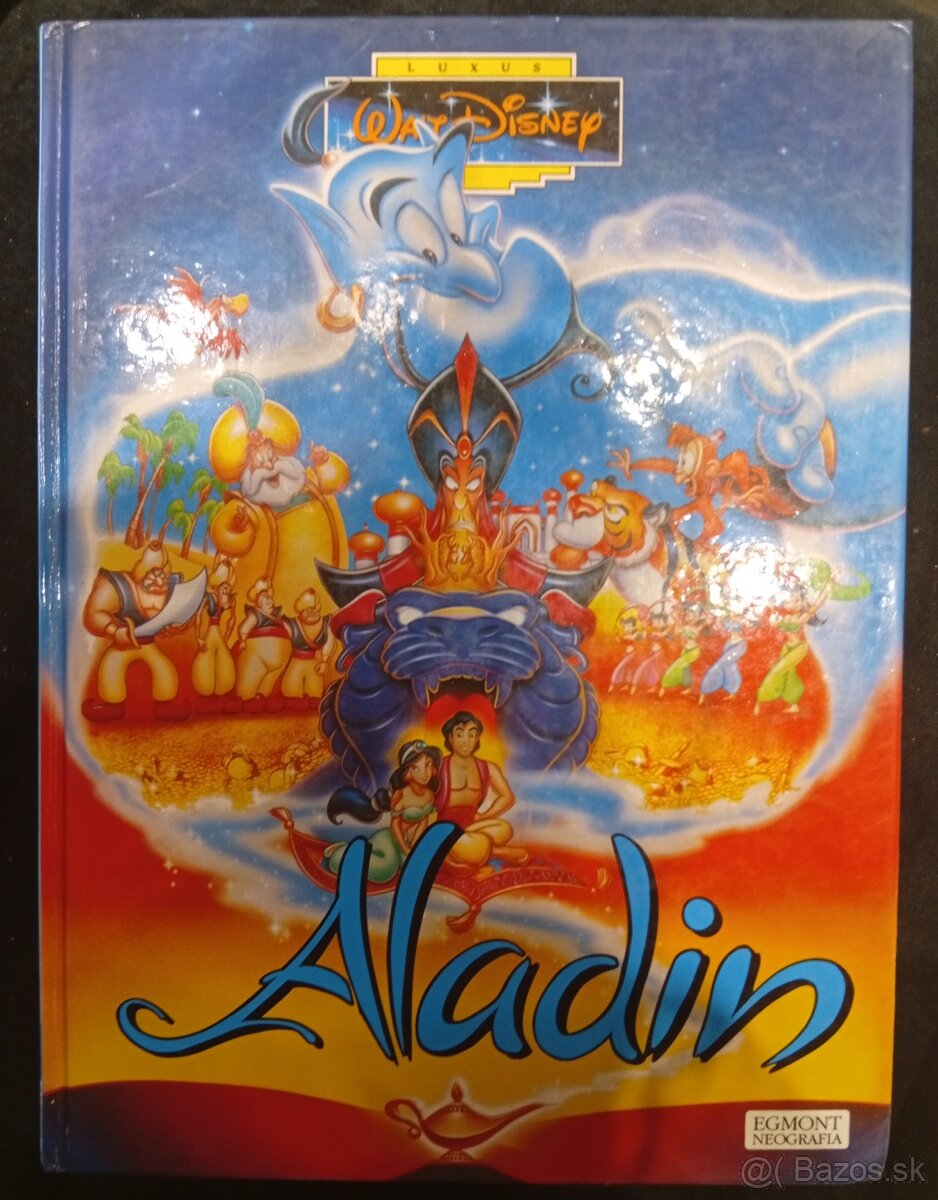 LUXUS
WALT DISNEY
Aladin
EGMONT
NEOGRAFIA
@( Bazos.sk